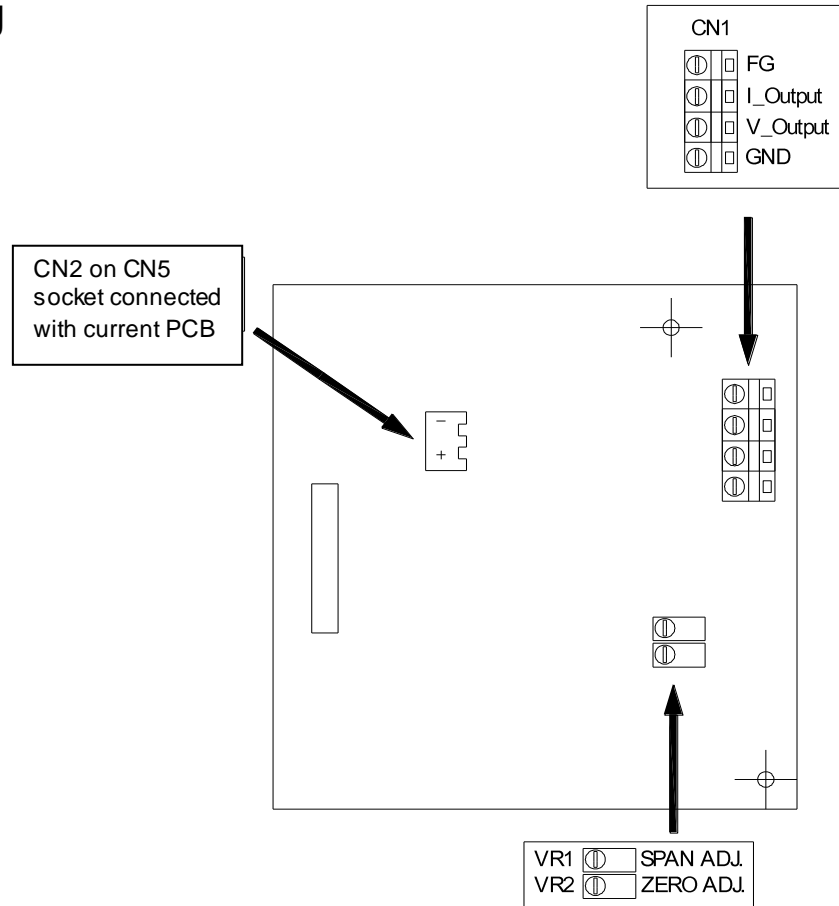 CN1
FG
I_Output
V_Output
GND
CN2 on CN5
socket connected
with current PCB
-
+
VR1 SPAN ADJ.
VR2 ZERO ADJ.